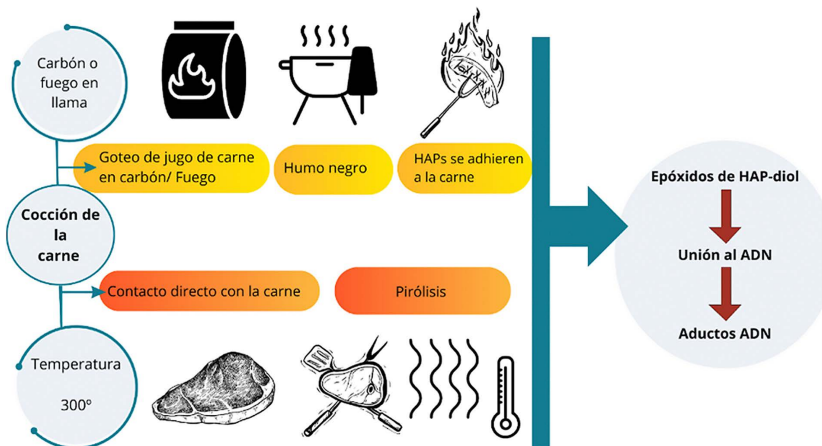 Carbón o
fuego en
llama
Goteo de jugo de carne
en carbón/ Fuego
Humo negro
HAPs se adhieren
a la carne
Cocción de
la
carne
Contacto directo con la carne
Pirólisis
Temperatura
300º
Epóxidos de HAP-diol
Unión al ADN
Aductos ADN